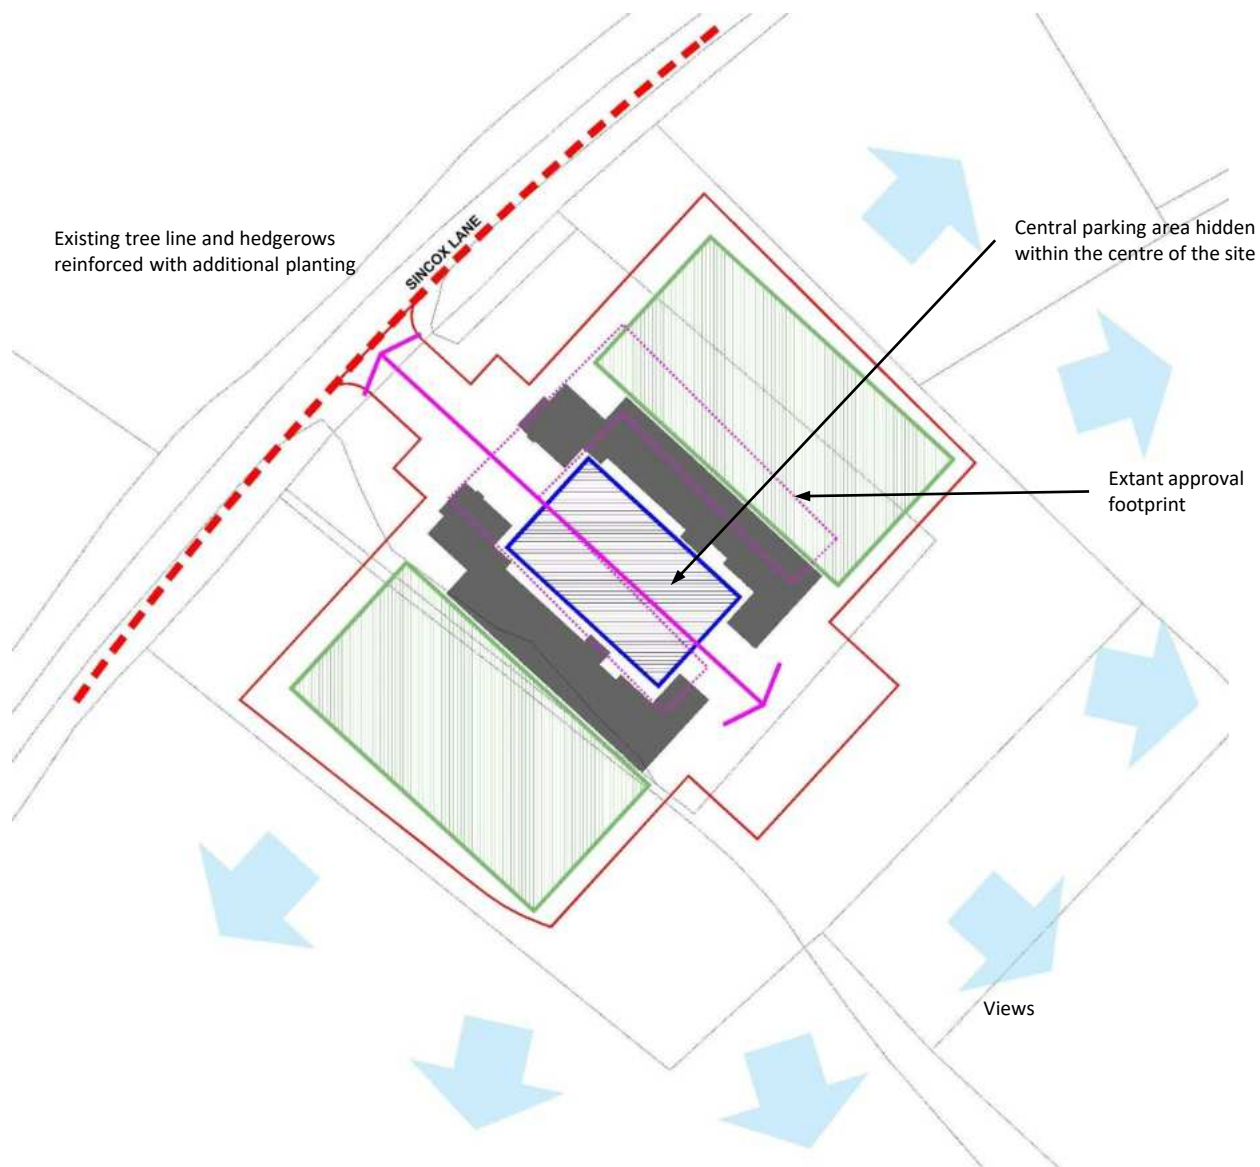 Existing tree line and hedgerows
reinforced with additional planting
SINCOX LANE
Central parking area hidden
within the centre of the site
Extant approval
footprint
Views